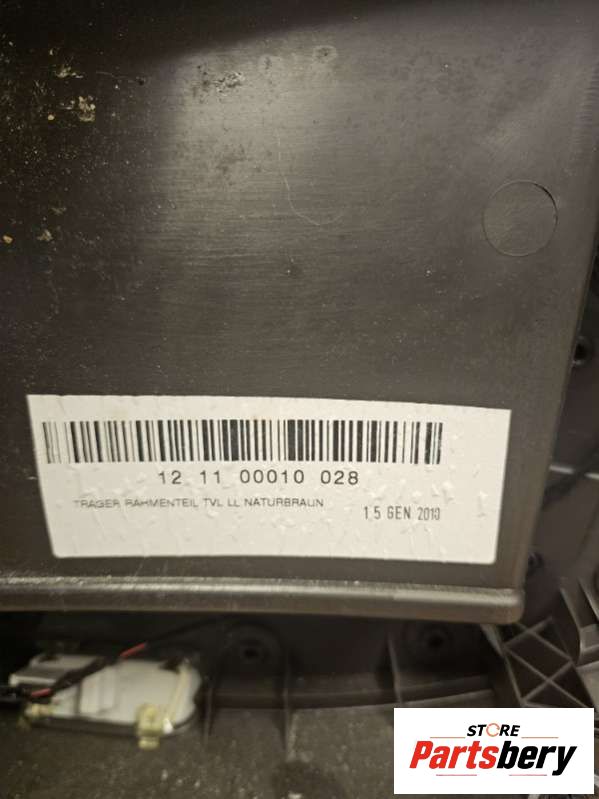 12 11 00010 028
TRAGER RAHMENTEIL TVL LL NATURBRAUN
15 GEN 2010
STORE
Partsbery